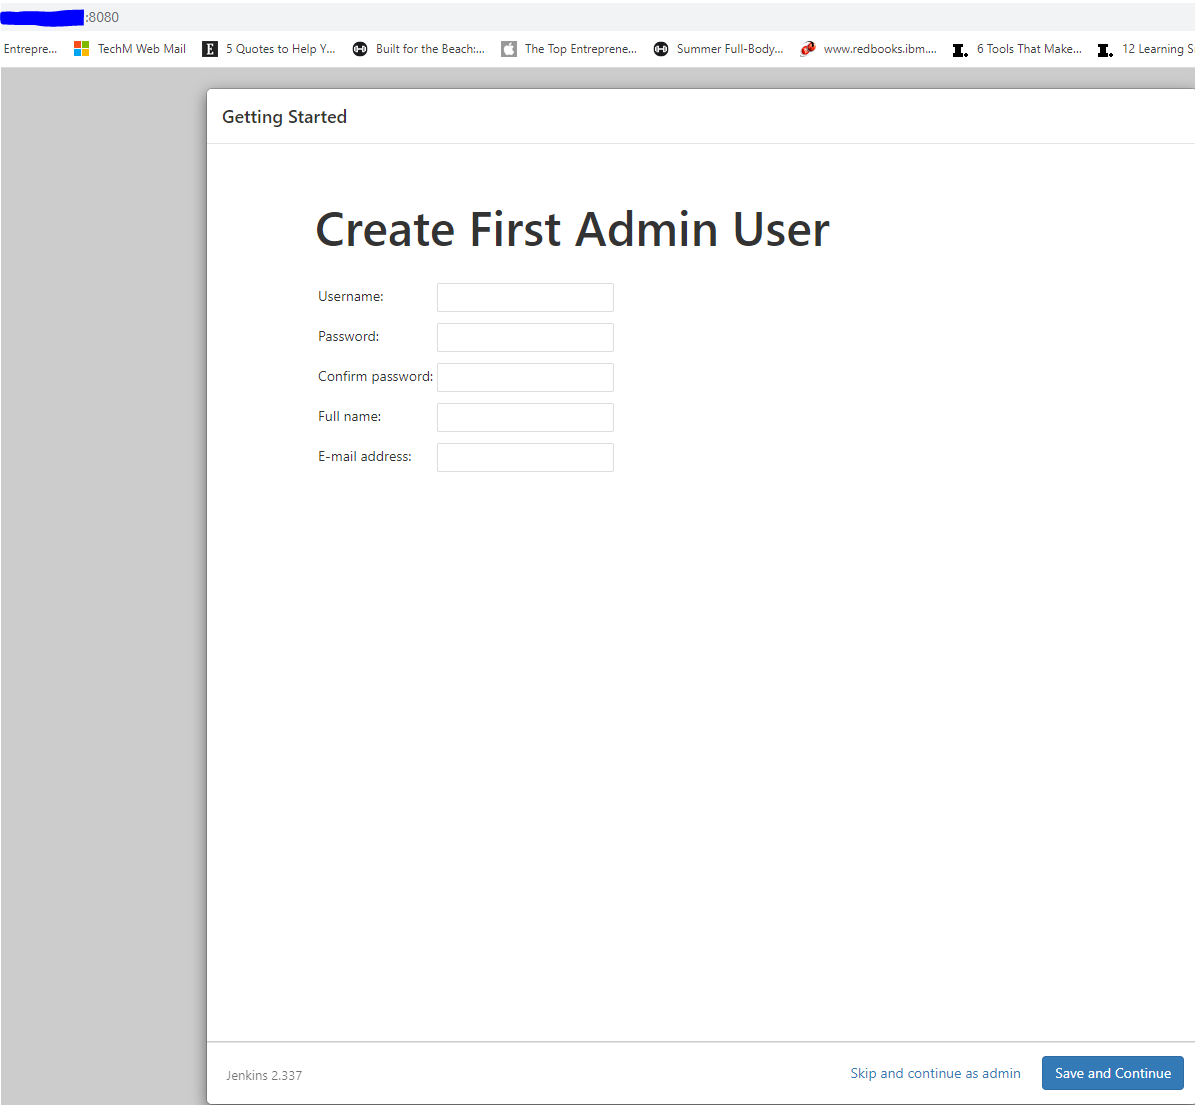 :8080
Entrepre... TechM Web Mail E 5 Quotes to Help Y... Built for the Beach:... The Top Entreprene... Summer Full-Body... www.redbooks.ibm.... I. 6 Tools That Make... I. 12 Learning S
Getting Started
Create First Admin User
Username:
Password:
Confirm password:
Full name:
E-mail address:
Jenkins 2.337 Skip and continue as admin Save and Continue